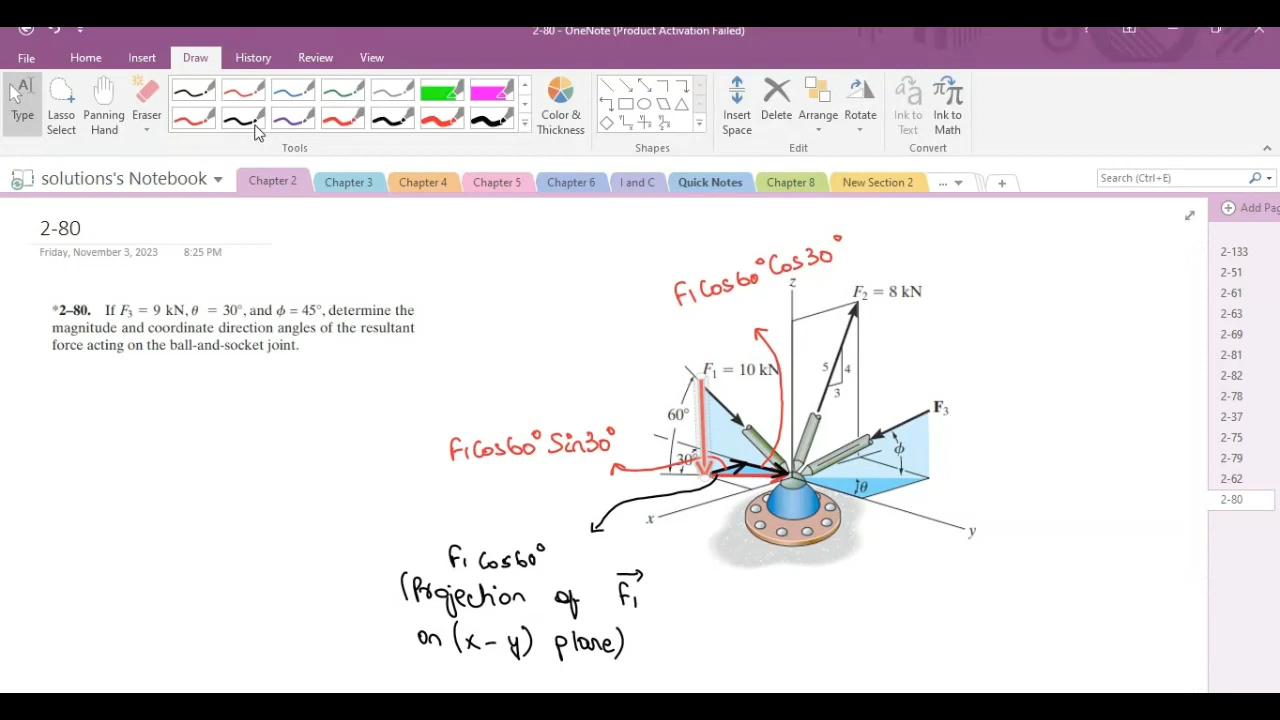 2-80 - OneNote (Product Activation Failed)
File Home Insert Draw History Review View
Type
Lasso Select
Panning Hand
Eraser
Color & Thickness
Insert Space
Delete
Arrange
Rotate
Ink to Text
Ink to Math
Tools
Shapes
Edit
Convert
solutions's Notebook
Chapter 2 Chapter 3 Chapter 4 Chapter 5 Chapter 6 I and C Quick Notes Chapter 8 New Section 2 ...
Search (Ctrl+E)
Add Pag
2-80
Friday, November 3, 2023 8:25 PM
*2–80. If F3 = 9 kN, θ = 30°, and ϕ = 45°, determine the
magnitude and coordinate direction angles of the resultant
force acting on the ball-and-socket joint.
F1 Cos60° Cos30°
z
F2 = 8 kN
F1 = 10 kN
5
4
3
F3
60°
ϕ
F1 Cos60° Sin30°
30°
θ
x
y
F1 Cos60°
(Projection of F1
on (x-y) plane)
2-133
2-51
2-61
2-63
2-69
2-81
2-82
2-78
2-37
2-75
2-79
2-62
2-80